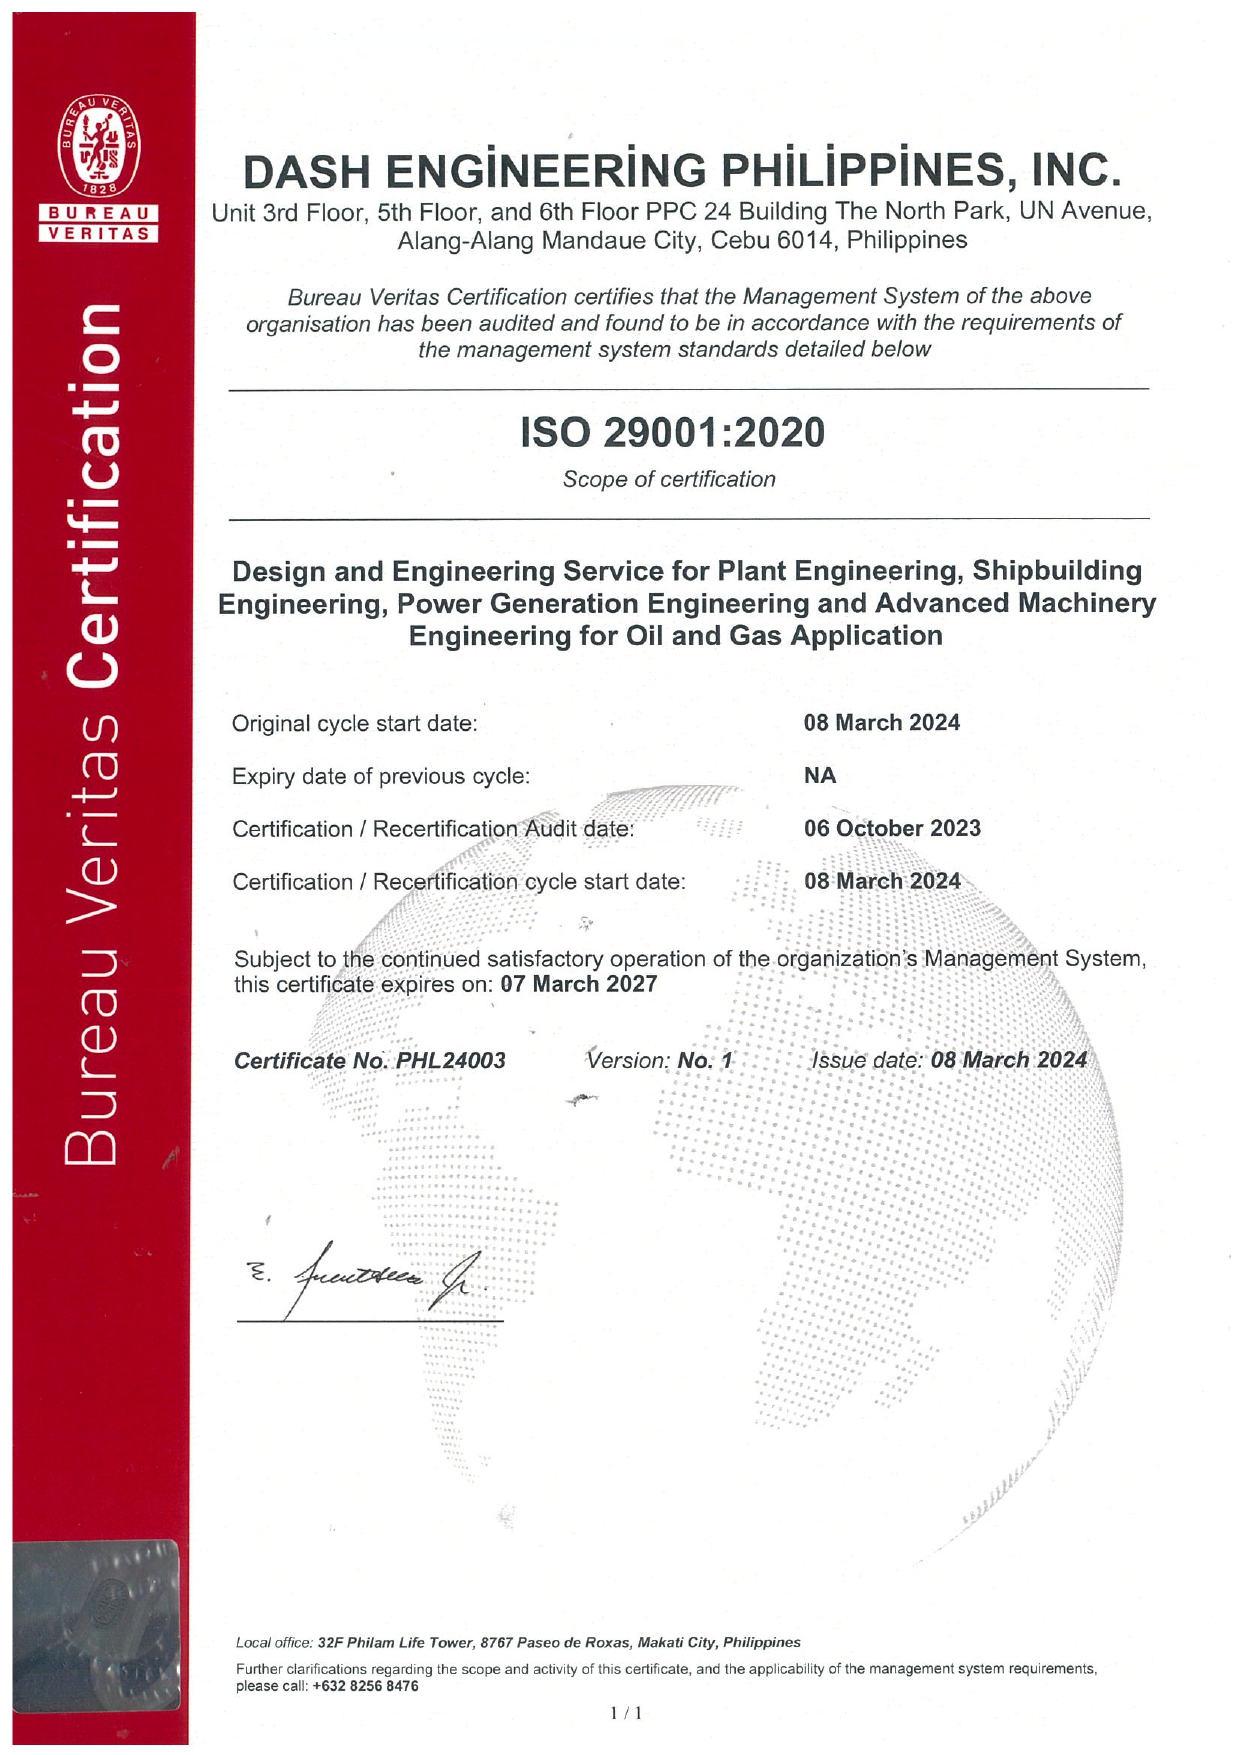 BUREAU VERITAS
1828
BUREAU
VERITAS
Bureau Veritas Certification
DASH ENGİNEERİNG PHİLİPPİNES, INC.
Unit 3rd Floor, 5th Floor, and 6th Floor PPC 24 Building The North Park, UN Avenue,
Alang-Alang Mandaue City, Cebu 6014, Philippines
Bureau Veritas Certification certifies that the Management System of the above
organisation has been audited and found to be in accordance with the requirements of
the management system standards detailed below
ISO 29001:2020
Scope of certification
Design and Engineering Service for Plant Engineering, Shipbuilding
Engineering, Power Generation Engineering and Advanced Machinery
Engineering for Oil and Gas Application
Original cycle start date: 08 March 2024
Expiry date of previous cycle: NA
Certification / Recertification Audit date: 06 October 2023
Certification / Recertification cycle start date: 08 March 2024
Subject to the continued satisfactory operation of the organization's Management System,
this certificate expires on: 07 March 2027
Certificate No. PHL24003 Version: No. 1 Issue date: 08 March 2024
Local office: 32F Philam Life Tower, 8767 Paseo de Roxas, Makati City, Philippines
Further clarifications regarding the scope and activity of this certificate, and the applicability of the management system requirements,
please call: +632 8256 8476
1 / 1